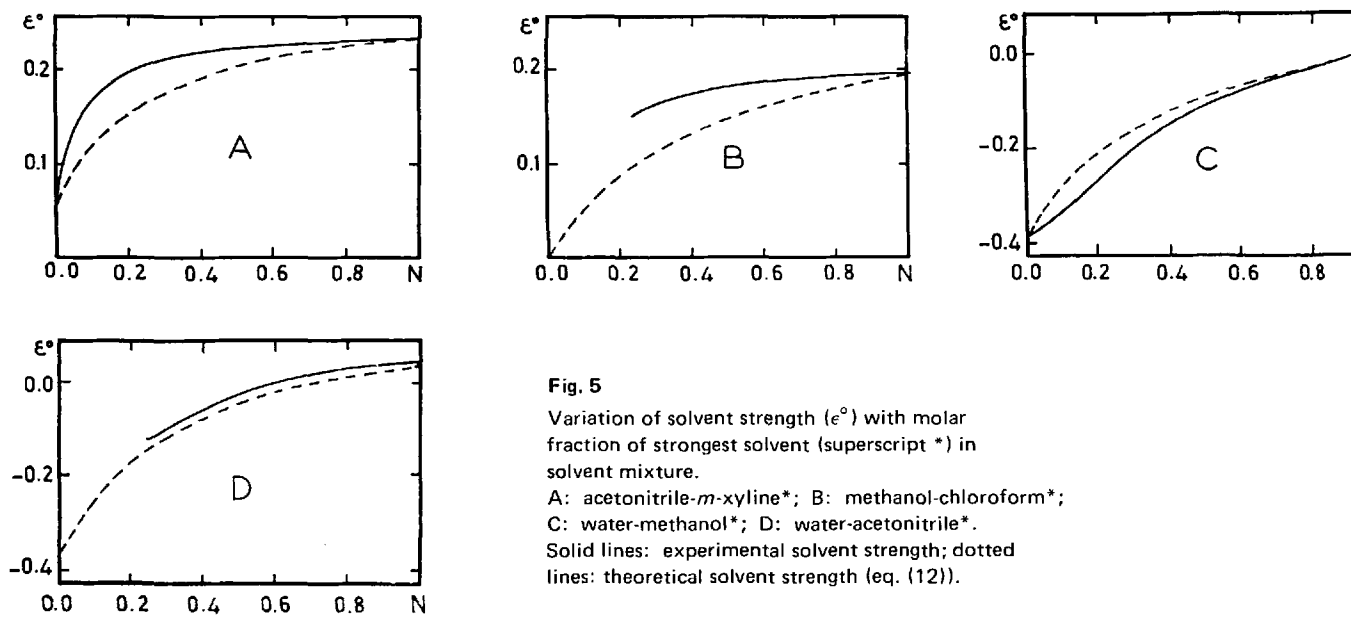 ε°
0.2
0.1
A
0.0 0.2 0.4 0.6 0.8 N
ε°
0.2
0.1
B
0.0 0.2 0.4 0.6 0.8 N
ε°
0.0
-0.2
-0.4
C
0.0 0.2 0.4 0.6 0.8
ε°
0.0
-0.2
-0.4
D
0.0 0.2 0.4 0.6 0.8 N
Fig. 5
Variation of solvent strength (ϵ°) with molar
fraction of strongest solvent (superscript *) in
solvent mixture.
A: acetonitrile-m-xyline*; B: methanol-chloroform*;
C: water-methanol*; D: water-acetonitrile*.
Solid lines: experimental solvent strength; dotted
lines: theoretical solvent strength (eq. (12)).